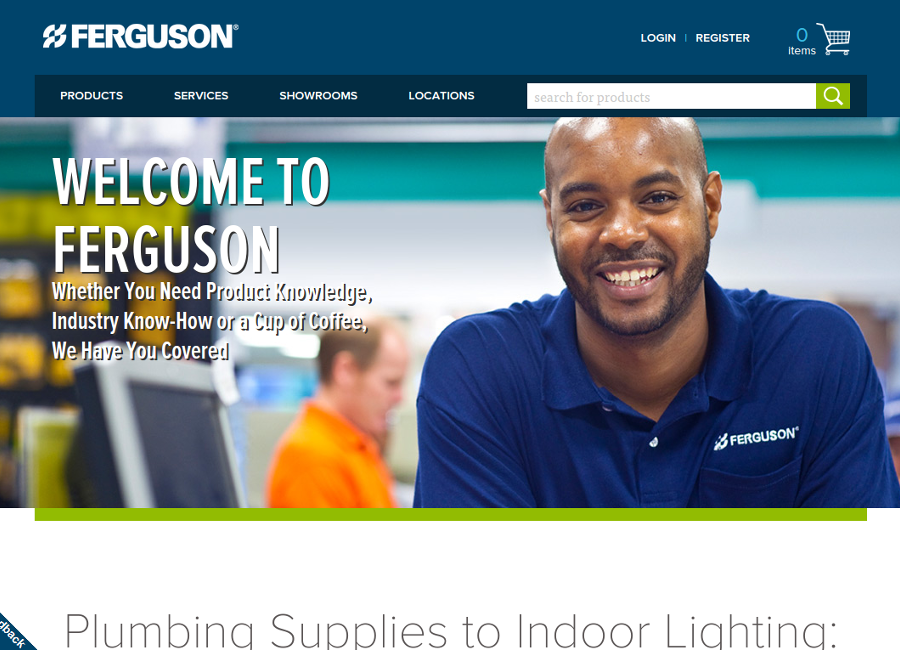 FERGUSON®
LOGIN | REGISTER
0
Items
PRODUCTS SERVICES SHOWROOMS LOCATIONS
search for products
WELCOME TO
FERGUSON
Whether You Need Product Knowledge,
Industry Know-How or a Cup of Coffee,
We Have You Covered
FERGUSON®
Plumbing Supplies to Indoor Lighting:
dback